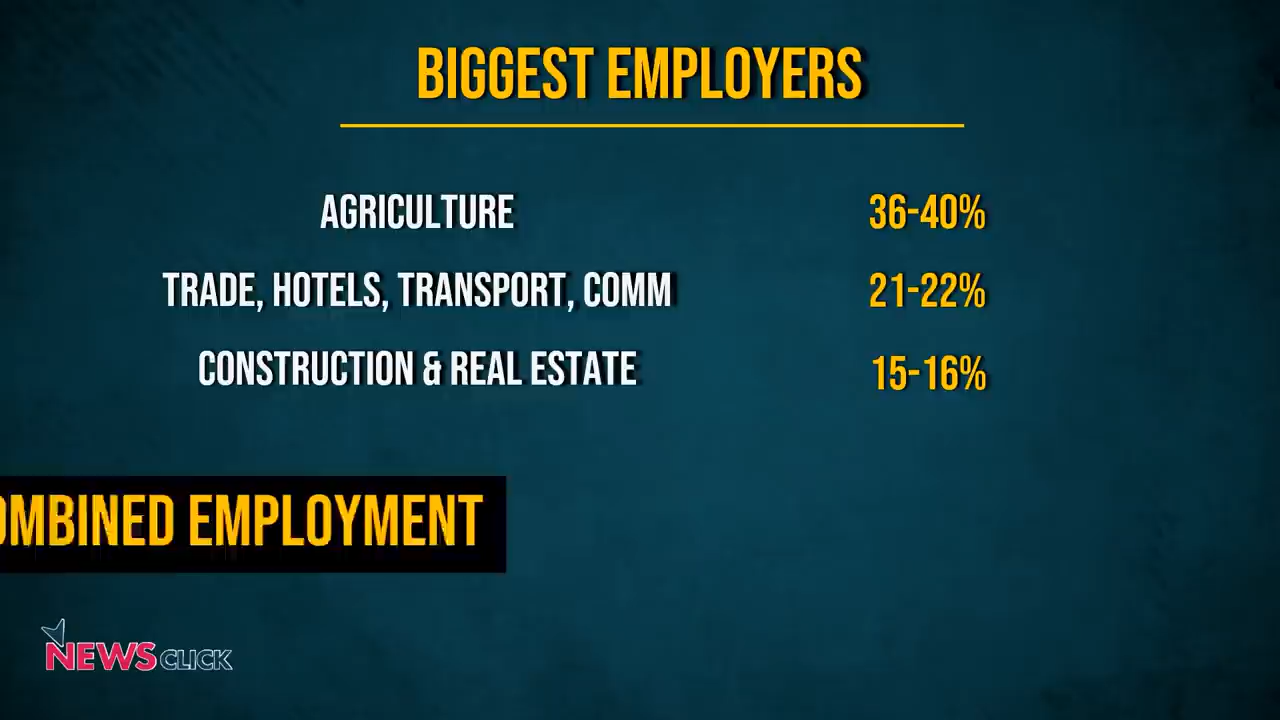 BIGGEST EMPLOYERS
AGRICULTURE 36-40%
TRADE, HOTELS, TRANSPORT, COMM 21-22%
CONSTRUCTION & REAL ESTATE 15-16%
OMBINED EMPLOYMENT
NEWSCLICK